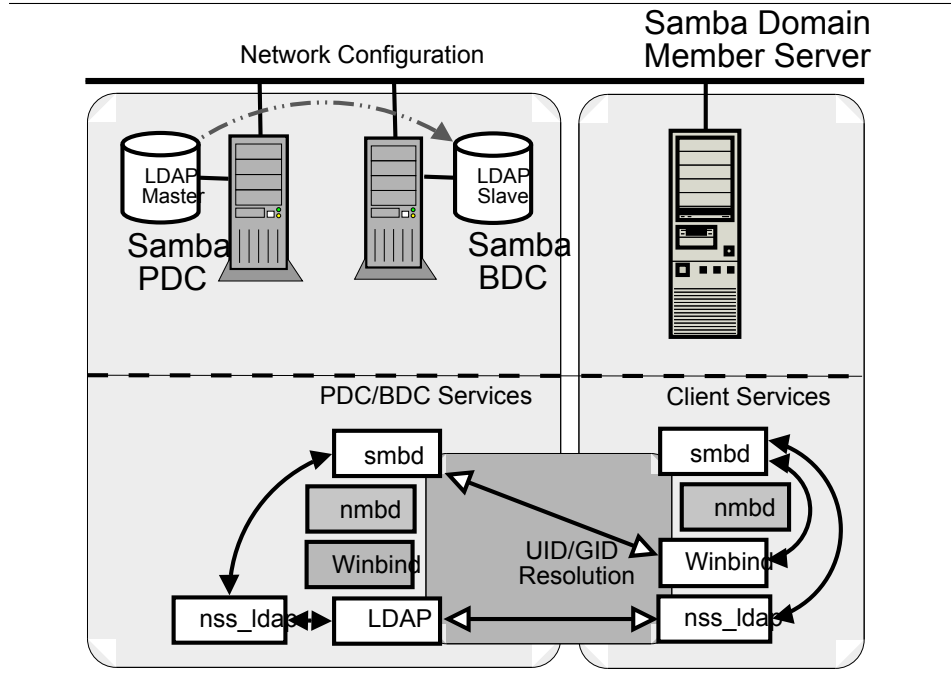 Samba Domain
Member Server
Network Configuration
LDAP
Master
LDAP
Slave
Samba
PDC
Samba
BDC
PDC/BDC Services
Client Services
smbd
nmbd
Winbind
nss_ldap
LDAP
UID/GID
Resolution
smbd
nmbd
Winbind
nss_ldap